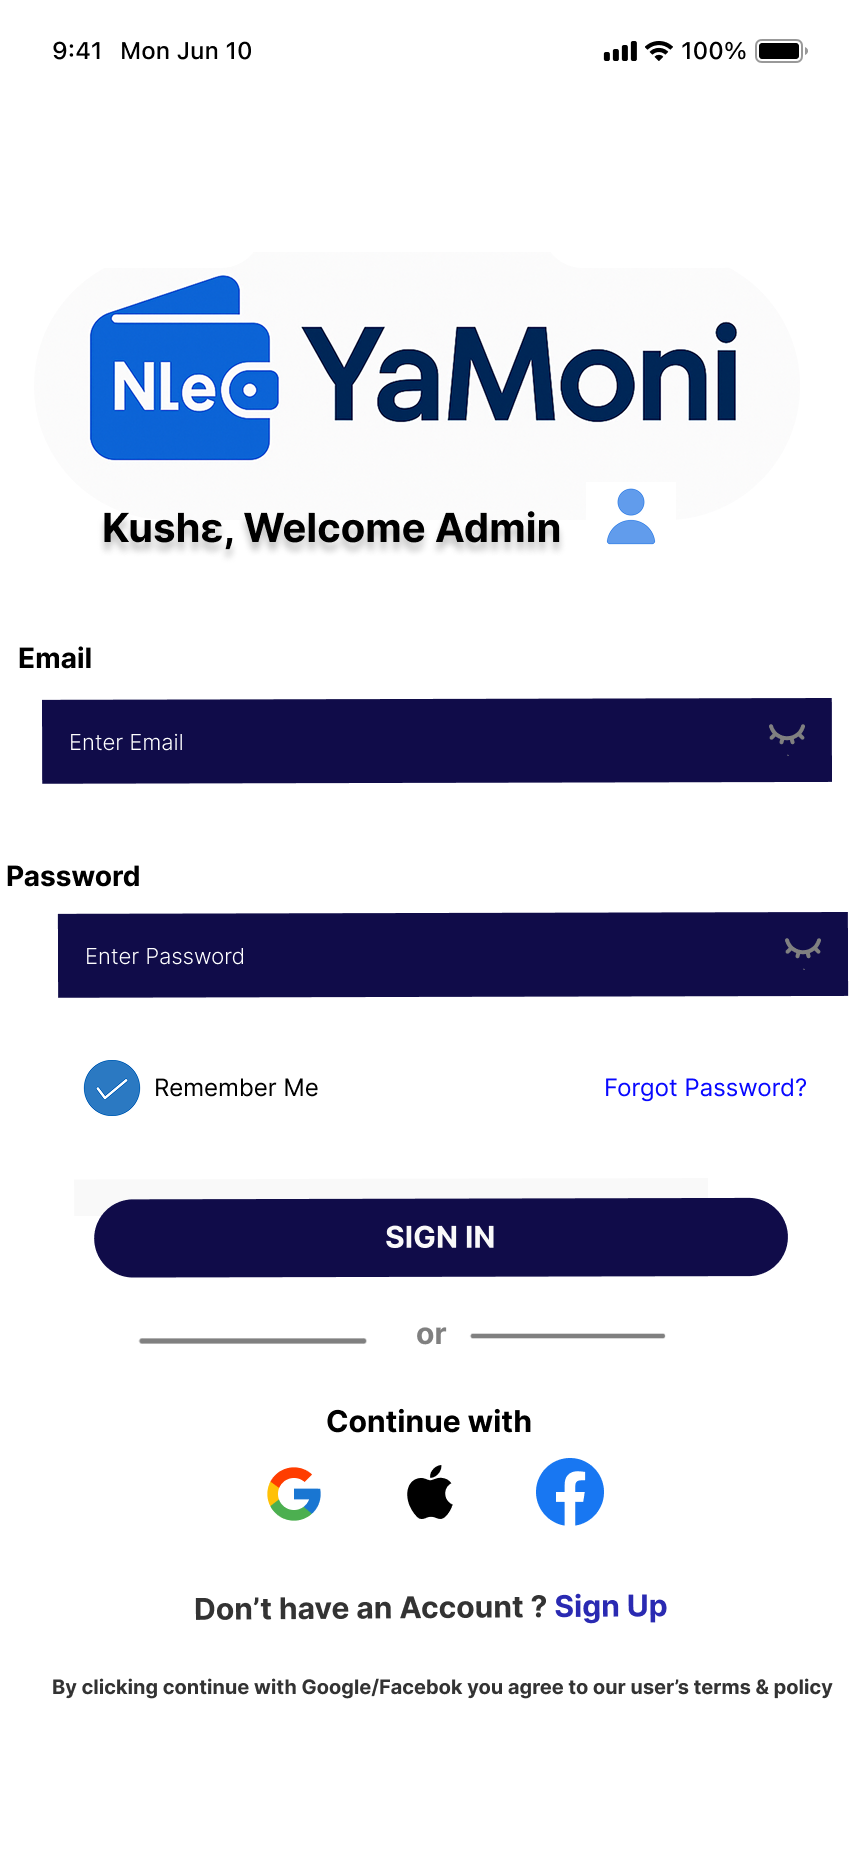 9:41 Mon Jun 10 100%
NLe
YaMoni
Kushɛ, Welcome Admin
Email
Enter Email
Password
Enter Password
Remember Me Forgot Password?
SIGN IN
or
Continue with
Don’t have an Account ? Sign Up
By clicking continue with Google/Facebok you agree to our user’s terms & policy